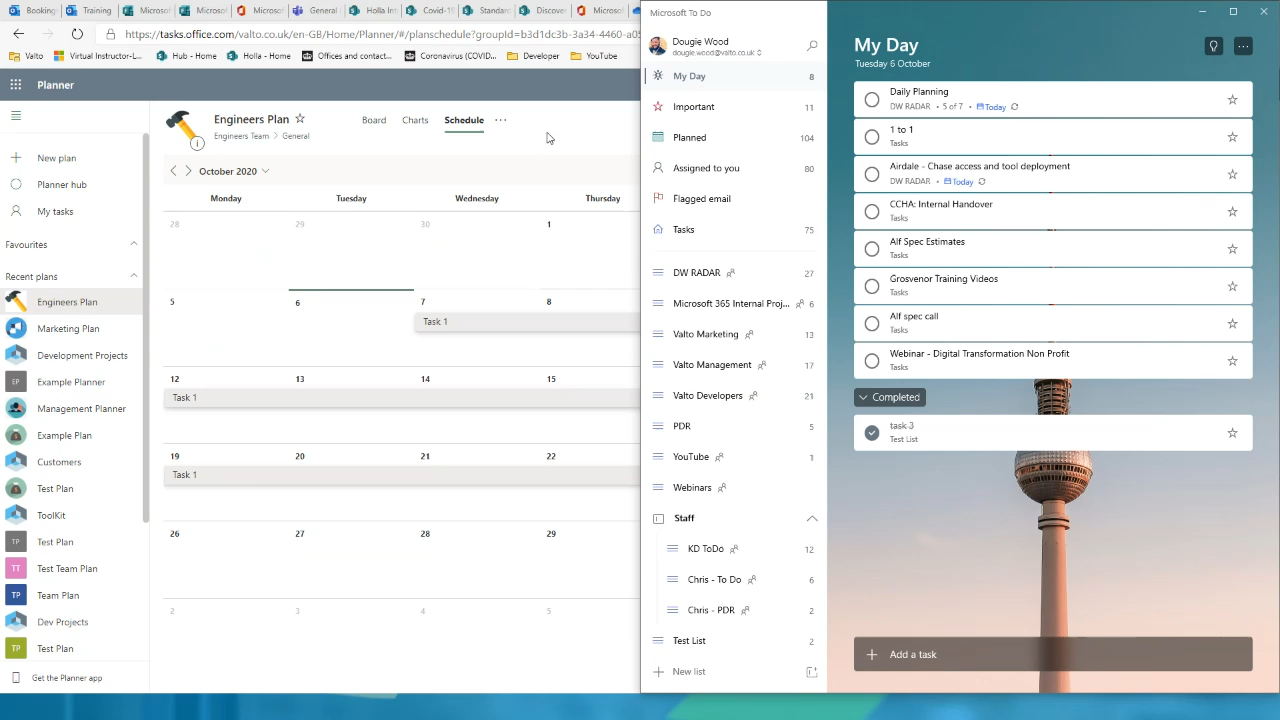 Booking
Training
Microso
Microso
Microso
General
Holla Int
Covid-19
Standar
Discove
Microso
https://tasks.office.com/valto.co.uk/en-GB/Home/Planner/#/planschedule?groupId=b3d1dc3b-3a34-4460-a05
Valto
Virtual Instructor-L...
Hub - Home
Holla - Home
Offices and contact...
Coronavirus (COVID...
Developer
YouTube
Planner
New plan
Planner hub
My tasks
Favourites
Recent plans
Engineers Plan
Marketing Plan
Development Projects
EP Example Planner
Management Planner
Example Plan
Customers
Test Plan
ToolKit
TP Test Plan
TT Test Team Plan
TP Team Plan
Dev Projects
TP Test Plan
Get the Planner app
Engineers Plan
Engineers Team > General
Board
Charts
Schedule
October 2020
Monday Tuesday Wednesday Thursday
28 29 30 1
5 6 7 8
Task 1
12 13 14 15
Task 1
19 20 21 22
Task 1
26 27 28 29
2 3 4 5
Microsoft To Do
Dougie Wood
dougie.wood@valto.co.uk
My Day 8
Important 11
Planned 104
Assigned to you 80
Flagged email
Tasks 75
DW RADAR 27
Microsoft 365 Internal Proj... 6
Valto Marketing 13
Valto Management 17
Valto Developers 21
PDR 5
YouTube 1
Webinars
Staff
KD ToDo 12
Chris - To Do 6
Chris - PDR 2
Test List 2
New list
My Day
Tuesday 6 October
Daily Planning
DW RADAR • 5 of 7 • Today
1 to 1
Tasks
Airdale - Chase access and tool deployment
DW RADAR • Today
CCHA: Internal Handover
Tasks
Alf Spec Estimates
Tasks
Grosvenor Training Videos
Tasks
Alf spec call
Tasks
Webinar - Digital Transformation Non Profit
Tasks
Completed
task 3
Test List
Add a task